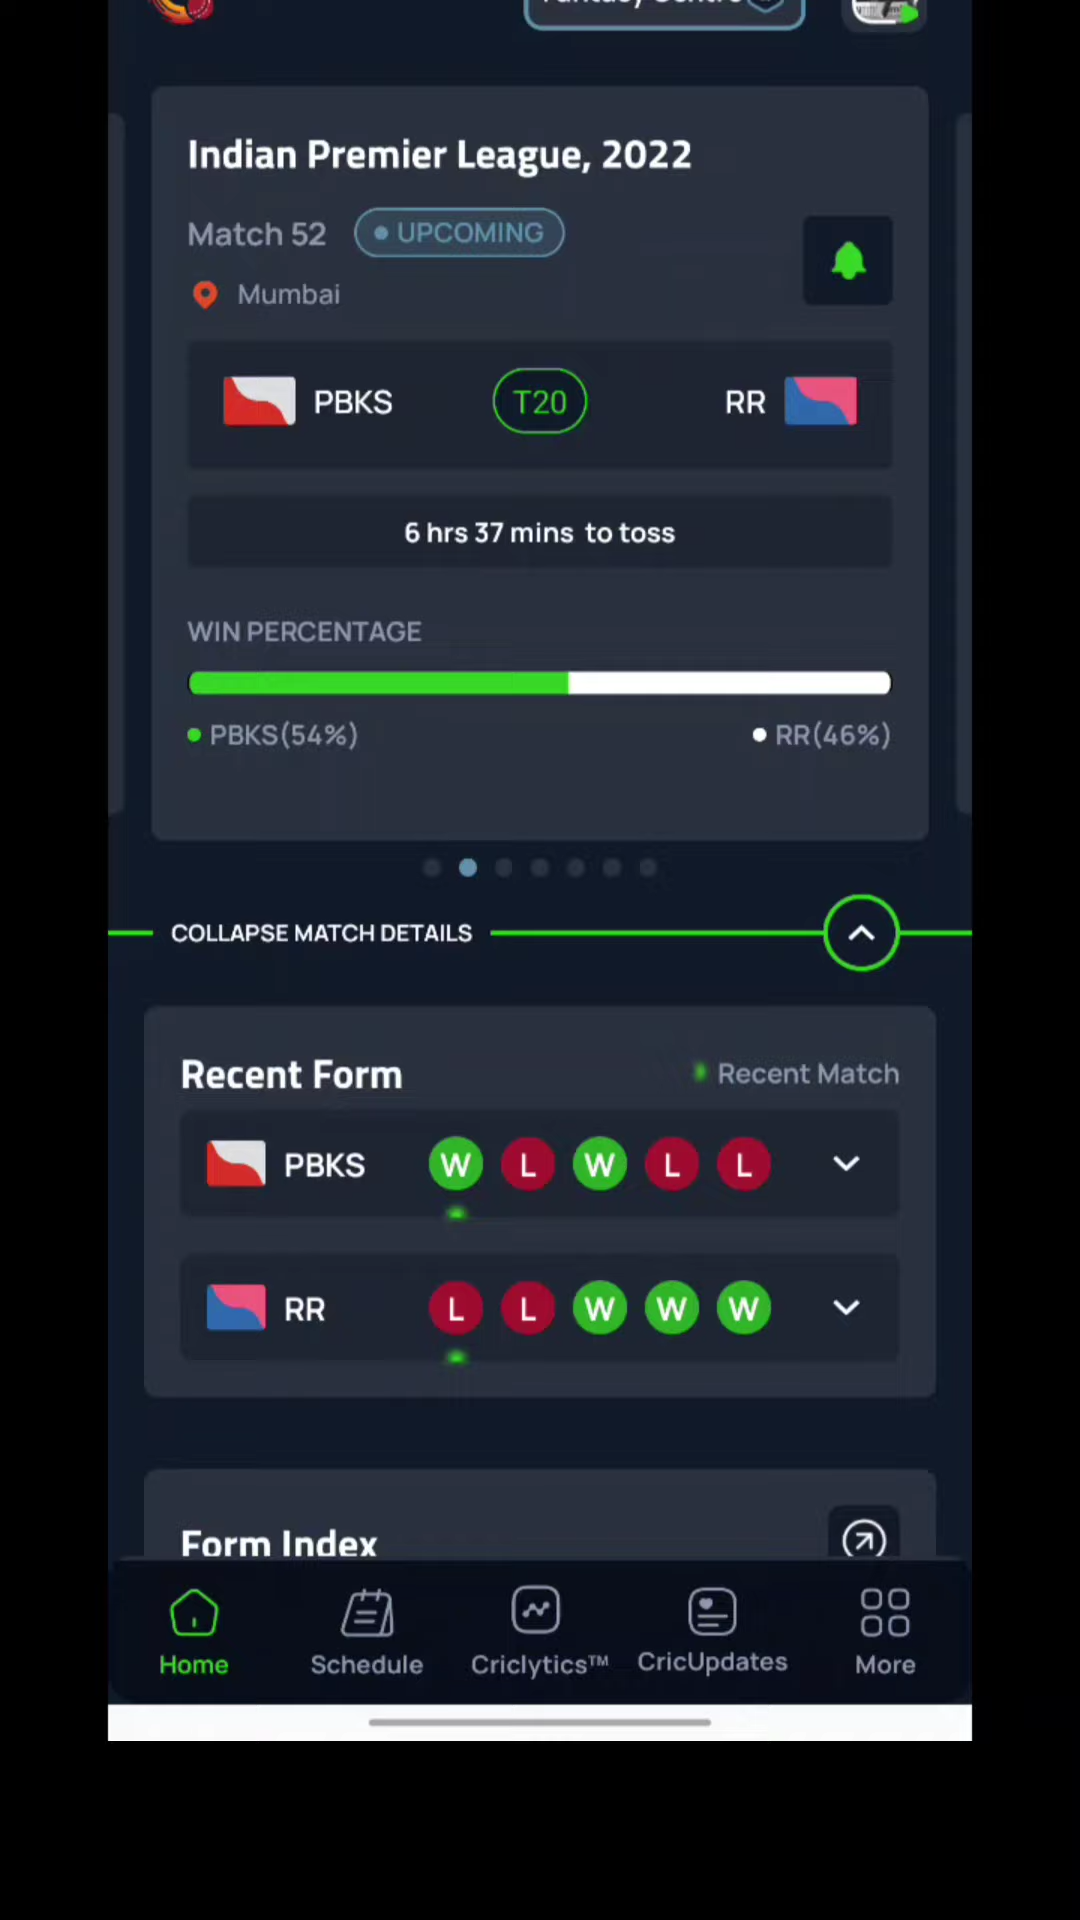 Fantasy Centre
Indian Premier League, 2022
Match 52
UPCOMING
Mumbai
PBKS
T20
RR
6 hrs 37 mins to toss
WIN PERCENTAGE
PBKS(54%)
RR(46%)
COLLAPSE MATCH DETAILS
Recent Form
Recent Match
PBKS W L W L L
RR L L W W W
Form Index
Home
Schedule
Criclytics™
CricUpdates
More